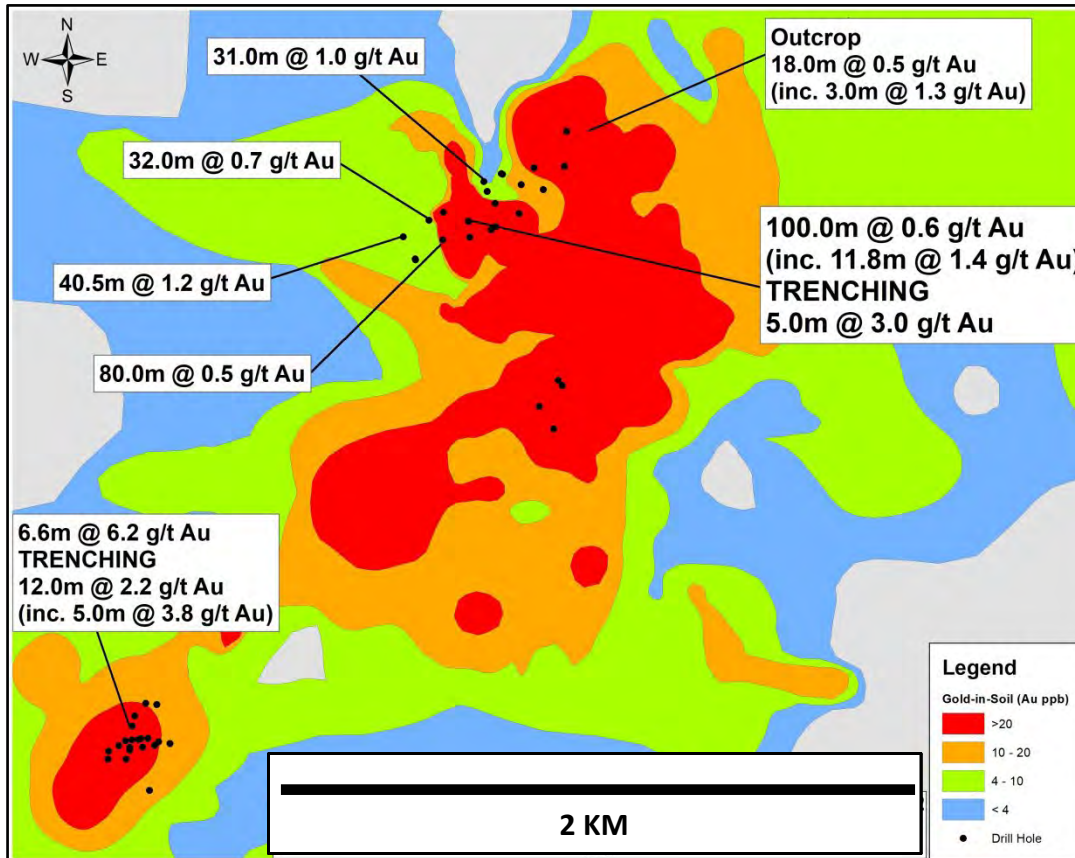 N
W E
S
31.0m @ 1.0 g/t Au
Outcrop
18.0m @ 0.5 g/t Au
(inc. 3.0m @ 1.3 g/t Au)
32.0m @ 0.7 g/t Au
100.0m @ 0.6 g/t Au
(inc. 11.8m @ 1.4 g/t Au)
TRENCHING
5.0m @ 3.0 g/t Au
40.5m @ 1.2 g/t Au
80.0m @ 0.5 g/t Au
6.6m @ 6.2 g/t Au
TRENCHING
12.0m @ 2.2 g/t Au
(inc. 5.0m @ 3.8 g/t Au)
2 KM
Legend
Gold-in-Soil (Au ppb)
>20
10 - 20
4 - 10
< 4
Drill Hole